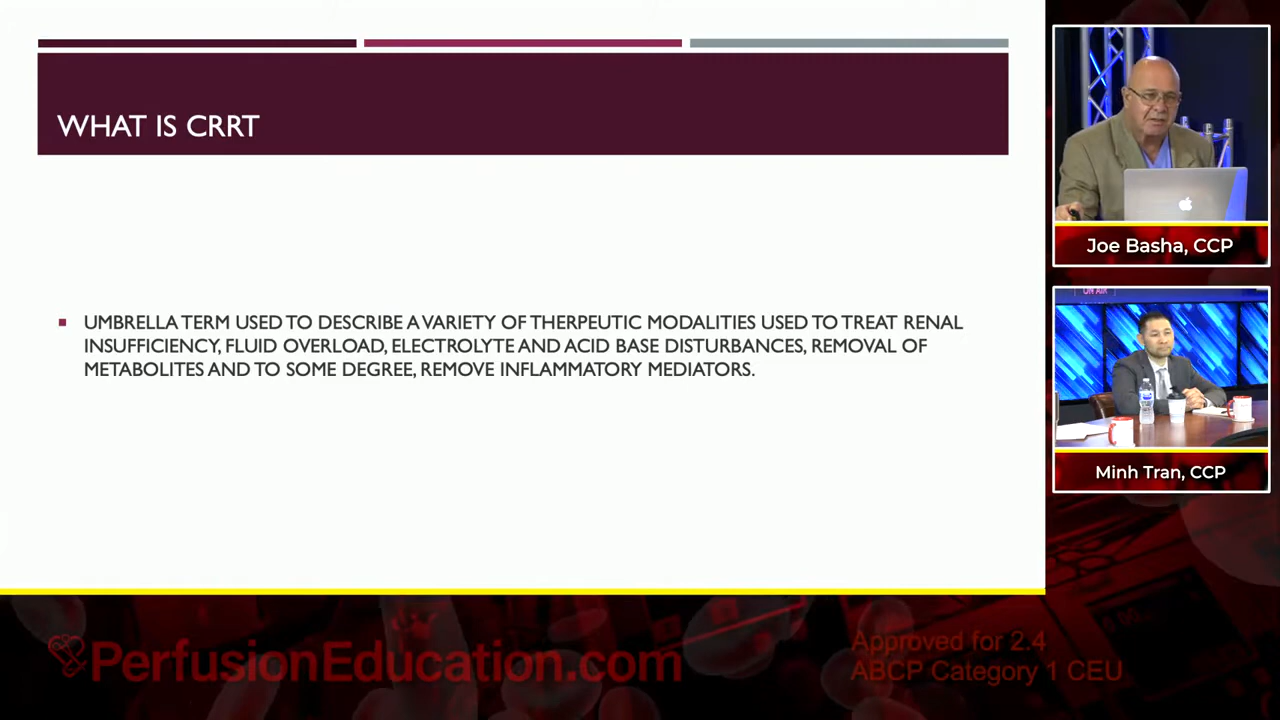 WHAT IS CRRT
UMBRELLA TERM USED TO DESCRIBE A VARIETY OF THERPEUTIC MODALITIES USED TO TREAT RENAL
INSUFFICIENCY, FLUID OVERLOAD, ELECTROLYTE AND ACID BASE DISTURBANCES, REMOVAL OF
METABOLITES AND TO SOME DEGREE, REMOVE INFLAMMATORY MEDIATORS.
Joe Basha, CCP
ON AIR
Minh Tran, CCP
PerfusionEducation.com
Approved for 2.4
ABCP Category 1 CEU